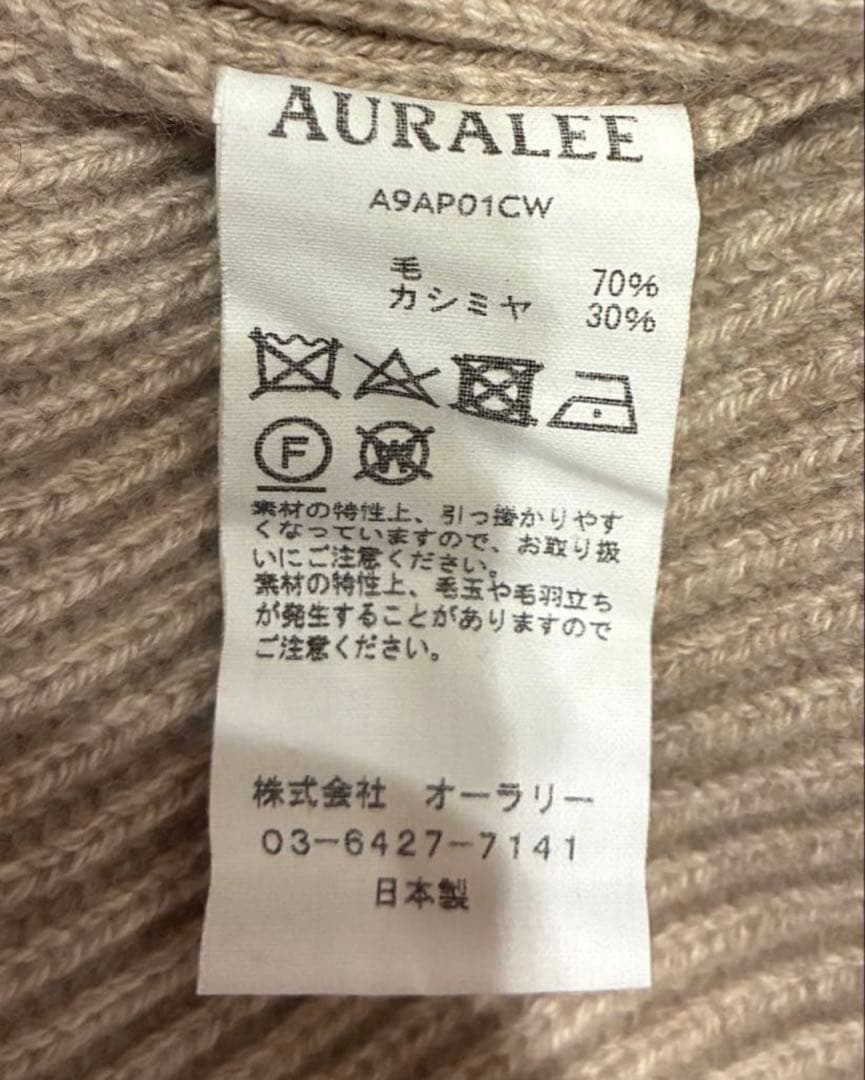 AURALEE
A9AP01CW
毛 70%
カシミヤ 30%
F
W
素材の特性上、引っ掛かりやす
くなっていますので、お取り扱
いにご注意ください。
素材の特性上、毛玉や毛羽立ち
が発生することがありますので
ご注意ください。
株式会社 オーラリー
03-6427-7141
日本製